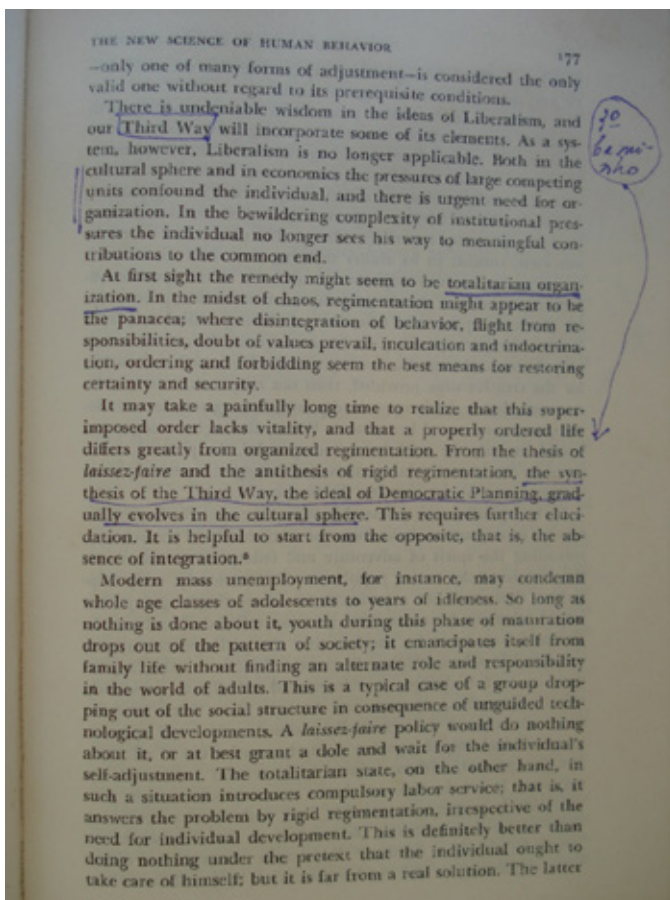 THE NEW SCIENCE OF HUMAN BEHAVIOR 177
—only one of many forms of adjustment—is considered the only
valid one without regard to its prerequisite conditions.
There is undeniable wisdom in the ideas of Liberalism, and
our Third Way will incorporate some of its elements. As a sys-
tem, however, Liberalism is no longer applicable. Both in the
cultural sphere and in economics the pressures of large competing
units confound the individual, and there is urgent need for or-
ganization. In the bewildering complexity of institutional pres-
sures the individual no longer sees his way to meaningful con-
tributions to the common end.
At first sight the remedy might seem to be totalitarian organ-
ization. In the midst of chaos, regimentation might appear to be
the panacea; where disintegration of behavior, flight from re-
sponsibilities, doubt of values prevail, inculcation and indoctrina-
tion, ordering and forbidding seem the best means for restoring
certainty and security.
It may take a painfully long time to realize that this super-
imposed order lacks vitality, and that a properly ordered life
differs greatly from organized regimentation. From the thesis of
laissez-faire and the antithesis of rigid regimentation, the syn-
thesis of the Third Way, the ideal of Democratic Planning, grad-
ually evolves in the cultural sphere. This requires further eluci-
dation. It is helpful to start from the opposite, that is, the ab-
sence of integration.⁸
Modern mass unemployment, for instance, may condemn
whole age classes of adolescents to years of idleness. So long as
nothing is done about it, youth during this phase of maturation
drops out of the pattern of society; it emancipates itself from
family life without finding an alternate role and responsibility
in the world of adults. This is a typical case of a group drop-
ping out of the social structure in consequence of unguided tech-
nological developments. A laissez-faire policy would do nothing
about it, or at best grant a dole and wait for the individual's
self-adjustment. The totalitarian state, on the other hand, in
such a situation introduces compulsory labor service; that is, it
answers the problem by rigid regimentation, irrespective of the
need for individual development. This is definitely better than
doing nothing under the pretext that the individual ought to
take care of himself; but it is far from a real solution. The latter